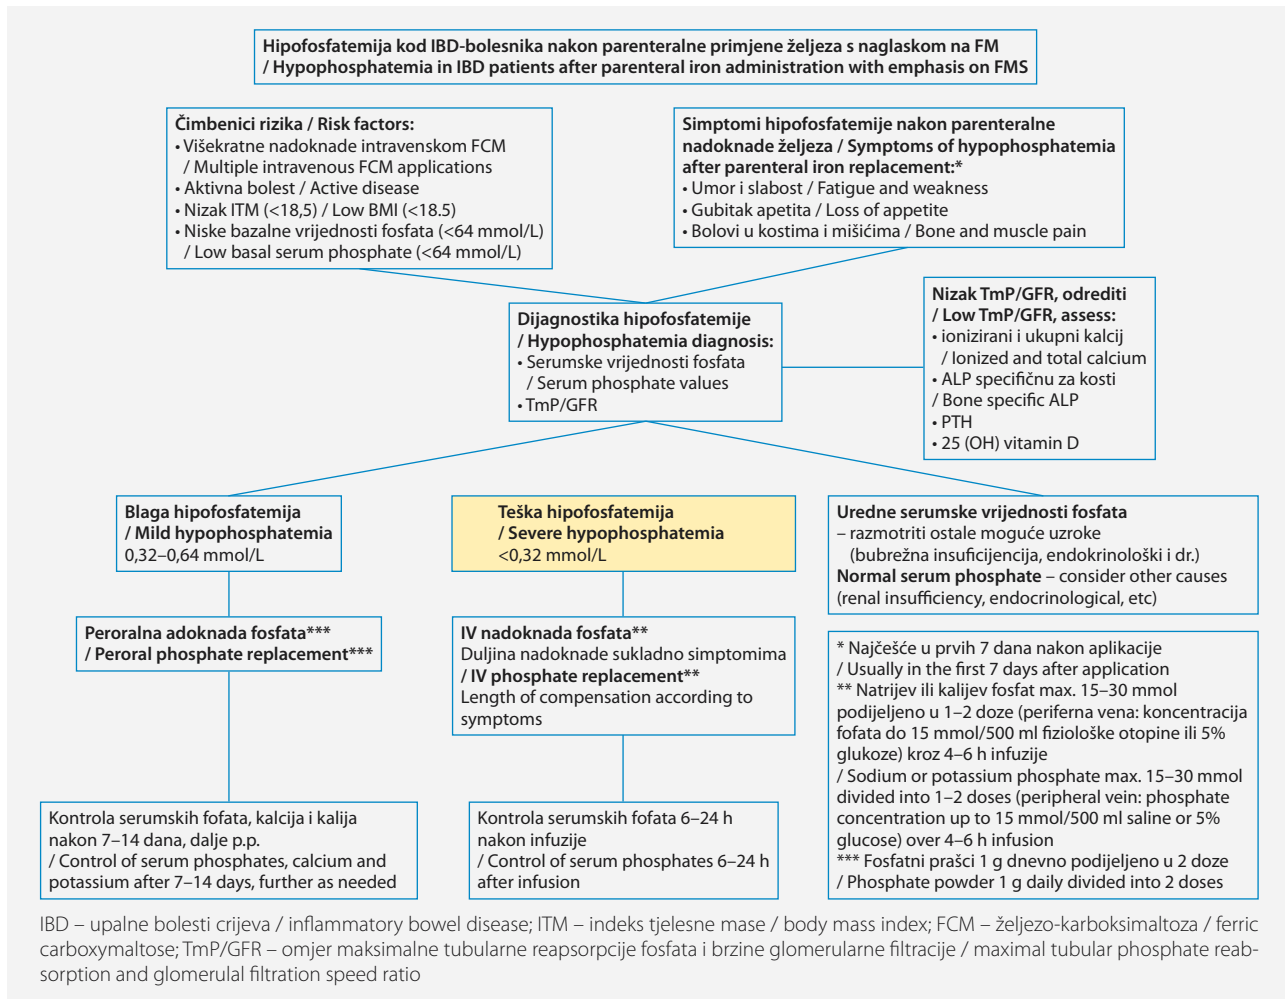 Hipofosfatemija kod IBD-bolesnika nakon parenteralne primjene željeza s naglaskom na FM
/ Hypophosphatemia in IBD patients after parenteral iron administration with emphasis on FMS
Čimbenici rizika / Risk factors:
• Višekratne nadoknade intravenskom FCM
/ Multiple intravenous FCM applications
• Aktivna bolest / Active disease
• Nizak ITM (<18,5) / Low BMI (<18.5)
• Niske bazalne vrijednosti fosfata (<64 mmol/L)
/ Low basal serum phosphate (<64 mmol/L)
Simptomi hipofosfatemije nakon parenteralne
nadoknade željeza / Symptoms of hypophosphatemia
after parenteral iron replacement:*
• Umor i slabost / Fatigue and weakness
• Gubitak apetita / Loss of appetite
• Bolovi u kostima i mišićima / Bone and muscle pain
Dijagnostika hipofosfatemije
/ Hypophosphatemia diagnosis:
• Serumske vrijednosti fosfata
/ Serum phosphate values
• TmP/GFR
Nizak TmP/GFR, odrediti
/ Low TmP/GFR, assess:
• ionizirani i ukupni kalcij
/ Ionized and total calcium
• ALP specifičnu za kosti
/ Bone specific ALP
• PTH
• 25 (OH) vitamin D
Blaga hipofosfatemija
/ Mild hypophosphatemia
0,32–0,64 mmol/L
Teška hipofosfatemija
/ Severe hypophosphatemia
<0,32 mmol/L
Uredne serumske vrijednosti fosfata
– razmotriti ostale moguće uzroke
(bubrežna insuficijencija, endokrinološki i dr.)
Normal serum phosphate – consider other causes
(renal insufficiency, endocrinological, etc)
Peroralna adoknada fosfata***
/ Peroral phosphate replacement***
IV nadoknada fosfata**
Duljina nadoknade sukladno simptomima
/ IV phosphate replacement**
Length of compensation according to
symptoms
Kontrola serumskih fofata, kalcija i kalija
nakon 7–14 dana, dalje p.p.
/ Control of serum phosphates, calcium and
potassium after 7–14 days, further as needed
Kontrola serumskih fofata 6–24 h
nakon infuzije
/ Control of serum phosphates 6–24 h
after infusion
* Najčešće u prvih 7 dana nakon aplikacije
/ Usually in the first 7 days after application
** Natrijev ili kalijev fosfat max. 15–30 mmol
podijeljeno u 1–2 doze (periferna vena: koncentracija
fofata do 15 mmol/500 ml fiziološke otopine ili 5%
glukoze) kroz 4–6 h infuzije
/ Sodium or potassium phosphate max. 15–30 mmol
divided into 1–2 doses (peripheral vein: phosphate
concentration up to 15 mmol/500 ml saline or 5%
glucose) over 4–6 h infusion
*** Fosfatni prašci 1 g dnevno podijeljeno u 2 doze
/ Phosphate powder 1 g daily divided into 2 doses
IBD – upalne bolesti crijeva / inflammatory bowel disease; ITM – indeks tjelesne mase / body mass index; FCM – željezo-karboksimaltoza / ferric
carboxymaltose; TmP/GFR – omjer maksimalne tubularne reapsorpcije fosfata i brzine glomerularne filtracije / maximal tubular phosphate reab-
sorption and glomerulal filtration speed ratio